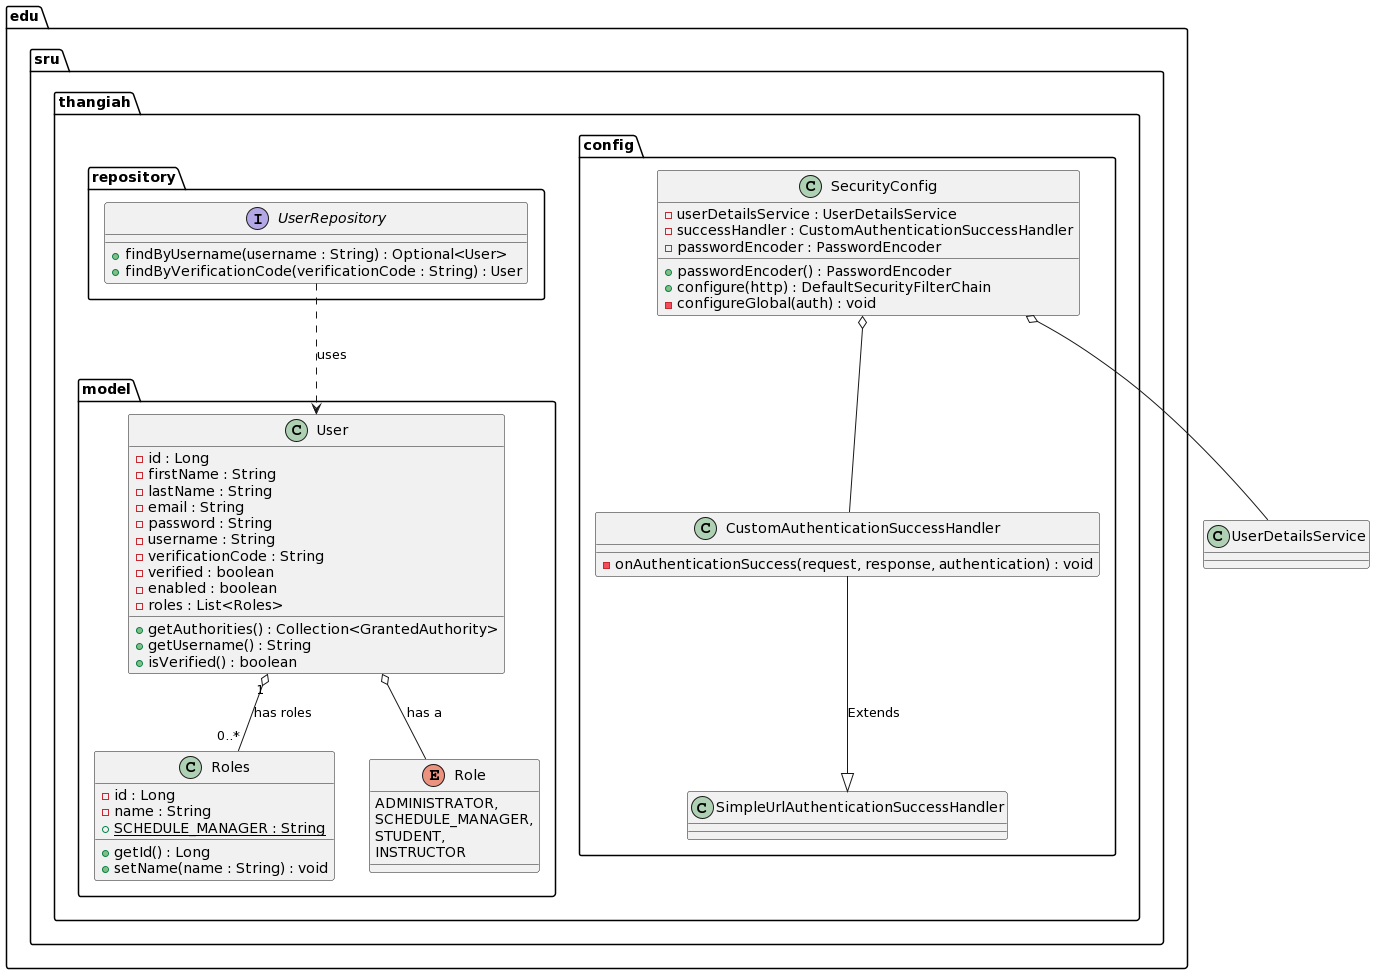 edu
sru
thangiah
repository
I UserRepository
findByUsername(username : String) : Optional<User>
findByVerificationCode(verificationCode : String) : User
uses
model
C User
id : Long
firstName : String
lastName : String
email : String
password : String
username : String
verificationCode : String
verified : boolean
enabled : boolean
roles : List<Roles>
getAuthorities() : Collection<GrantedAuthority>
getUsername() : String
isVerified() : boolean
1
has roles
0..*
has a
C Roles
id : Long
name : String
SCHEDULE_MANAGER : String
getId() : Long
setName(name : String) : void
E Role
ADMINISTRATOR,
SCHEDULE_MANAGER,
STUDENT,
INSTRUCTOR
config
C SecurityConfig
userDetailsService : UserDetailsService
successHandler : CustomAuthenticationSuccessHandler
passwordEncoder : PasswordEncoder
passwordEncoder() : PasswordEncoder
configure(http) : DefaultSecurityFilterChain
configureGlobal(auth) : void
C CustomAuthenticationSuccessHandler
onAuthenticationSuccess(request, response, authentication) : void
Extends
C SimpleUrlAuthenticationSuccessHandler
C UserDetailsService